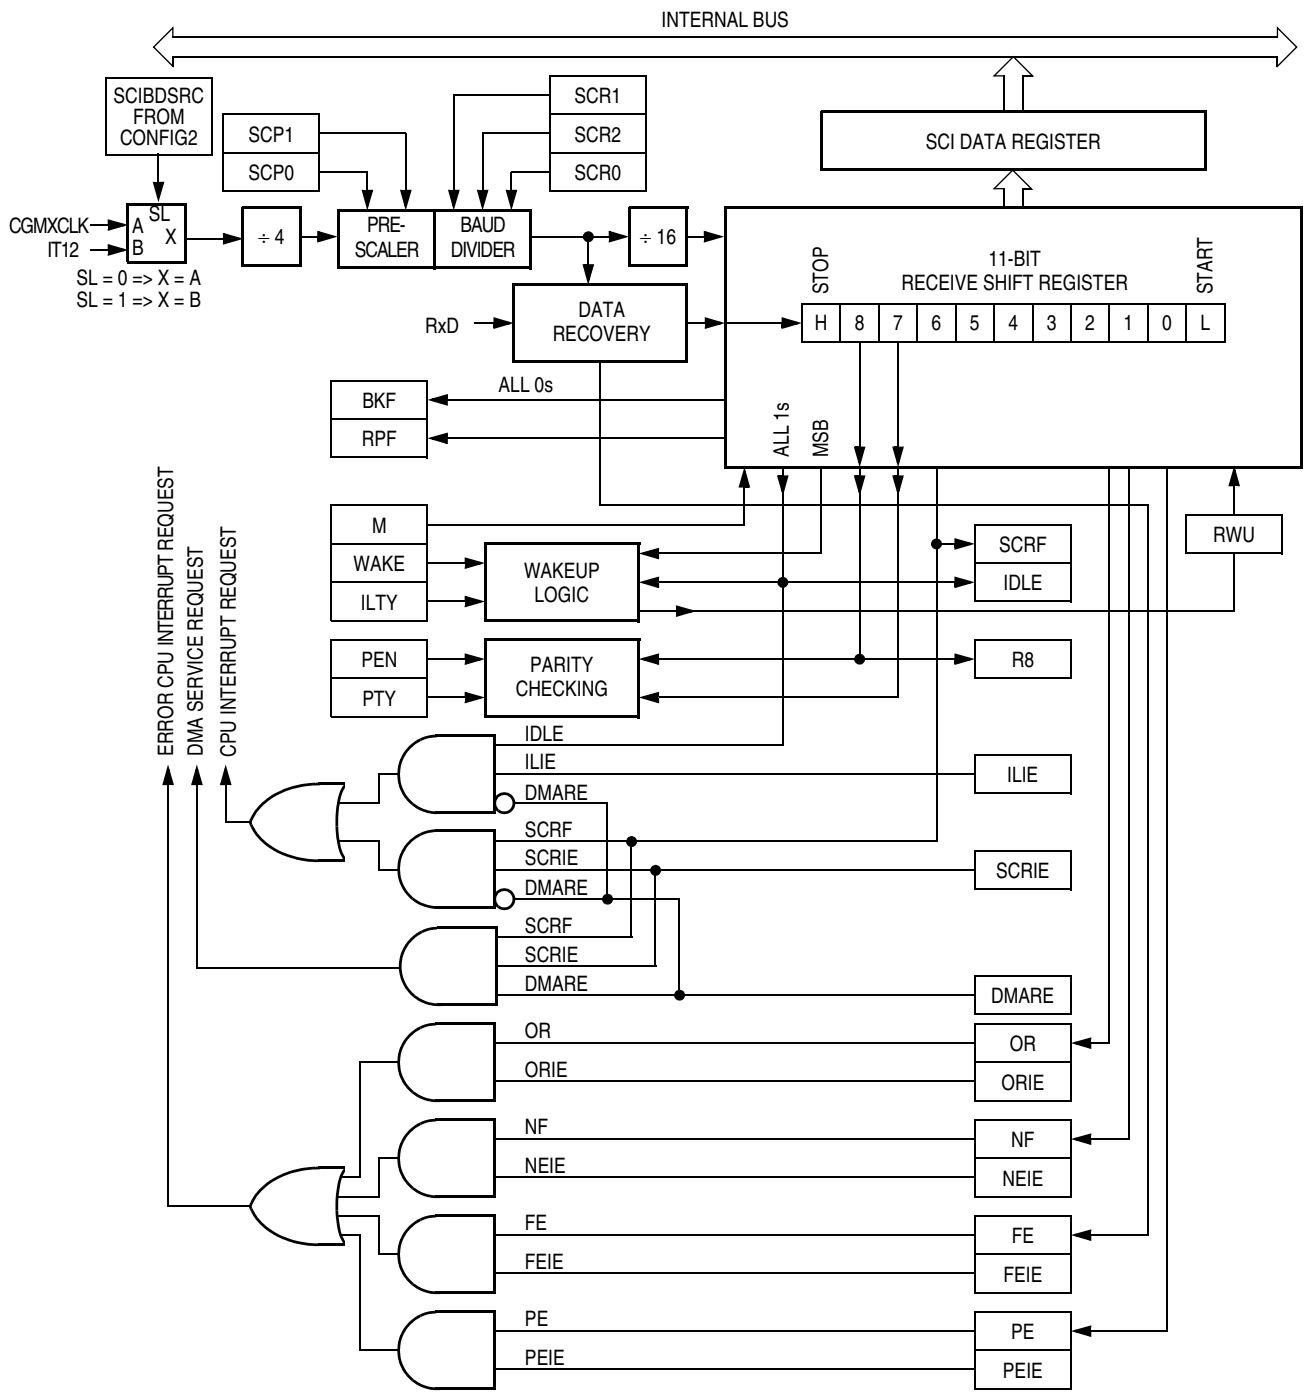 INTERNAL BUS
SCIBDSRC
FROM
CONFIG2
SCP1
SCP0
SCR1
SCR2
SCR0
SCI DATA REGISTER
CGMXCLK
IT12
A
B
SL
X
SL = 0 => X = A
SL = 1 => X = B
÷ 4
PRE-
SCALER
BAUD
DIVIDER
÷ 16
STOP
11-BIT
RECEIVE SHIFT REGISTER
START
RxD
DATA
RECOVERY
H 8 7 6 5 4 3 2 1 0 L
ALL 0s
BKF
RPF
ALL 1s
MSB
M
WAKE
ILTY
WAKEUP
LOGIC
SCRF
IDLE
RWU
PEN
PTY
PARITY
CHECKING
R8
ERROR CPU INTERRUPT REQUEST
DMA SERVICE REQUEST
CPU INTERRUPT REQUEST
IDLE
ILIE
DMARE
ILIE
SCRF
SCRIE
DMARE
SCRIE
SCRF
SCRIE
DMARE
DMARE
OR
ORIE
OR
ORIE
NF
NEIE
NF
NEIE
FE
FEIE
FE
FEIE
PE
PEIE
PE
PEIE